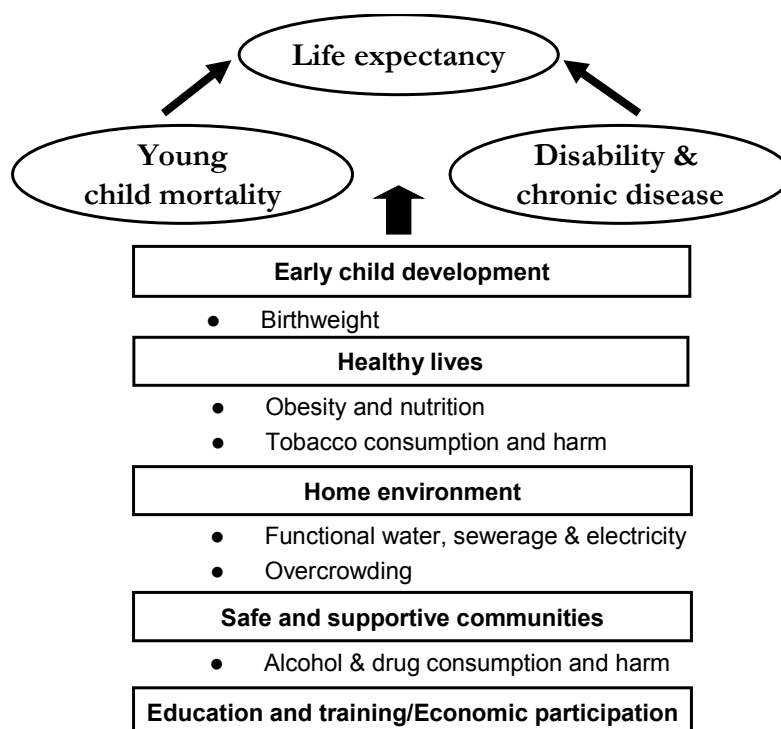 Life expectancy
Young
child mortality
Disability &
chronic disease
Early child development
● Birthweight
Healthy lives
● Obesity and nutrition
● Tobacco consumption and harm
Home environment
● Functional water, sewerage & electricity
● Overcrowding
Safe and supportive communities
● Alcohol & drug consumption and harm
Education and training/Economic participation